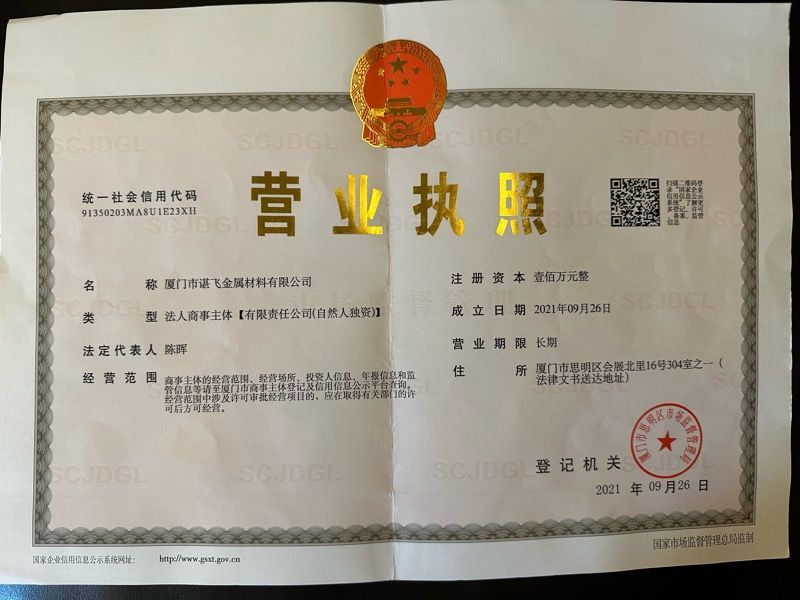 统一社会信用代码
91350203MA8U1E23XH
营业执照
扫描二维码登
录“国家企业
信用信息公示
系统”了解更
多登记、许可
备案、监管
信息
名称 厦门市谌飞金属材料有限公司
类型 法人商事主体【有限责任公司(自然人独资)】
法定代表人 陈晖
经营范围 商事主体的经营范围、经营场所、投资人信息、年报信息和监
管信息等请至厦门市商事主体登记及信用信息公示平台查询。
经营范围中涉及许可审批经营项目的，应在取得有关部门的许
可后方可经营。
注册资本 壹佰万元整
成立日期 2021年09月26日
营业期限 长期
住所 厦门市思明区会展北里16号304室之一（
法律文书送达地址）
登记机关
厦门市思明区市场监督管理局
2021 年 09 月 26 日
国家企业信用信息公示系统网址： http://www.gsxt.gov.cn
国家市场监督管理总局监制
SCJDGL